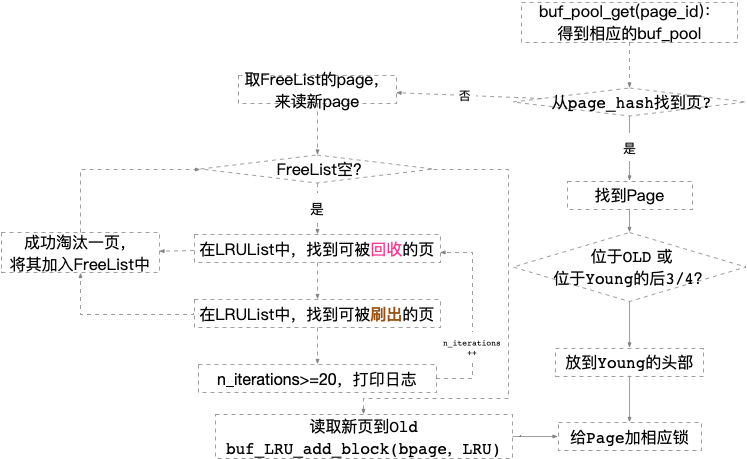 buf_pool_get(page_id)：
得到相应的buf_pool
取FreeList的page，
来读新page
否
从page_hash找到页？
是
FreeList空？
找到Page
是
成功淘汰一页，
将其加入FreeList中
在LRUList中，找到可被回收的页
位于OLD 或
位于Young的后3/4？
在LRUList中，找到可被刷出的页
n_iterations
++
放到Young的头部
n_iterations>=20，打印日志
读取新页到Old
buf_LRU_add_block(bpage, LRU)
给Page加相应锁